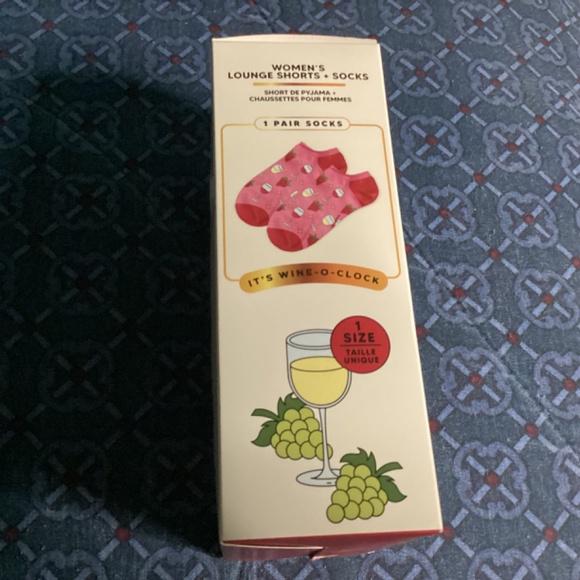 WOMEN'S
LOUNGE SHORTS + SOCKS
SHORT DE PYJAMA +
CHAUSSETTES POUR FEMMES
1 PAIR SOCKS
IT'S WINE-O-CLOCK
1
SIZE
TAILLE
UNIQUE